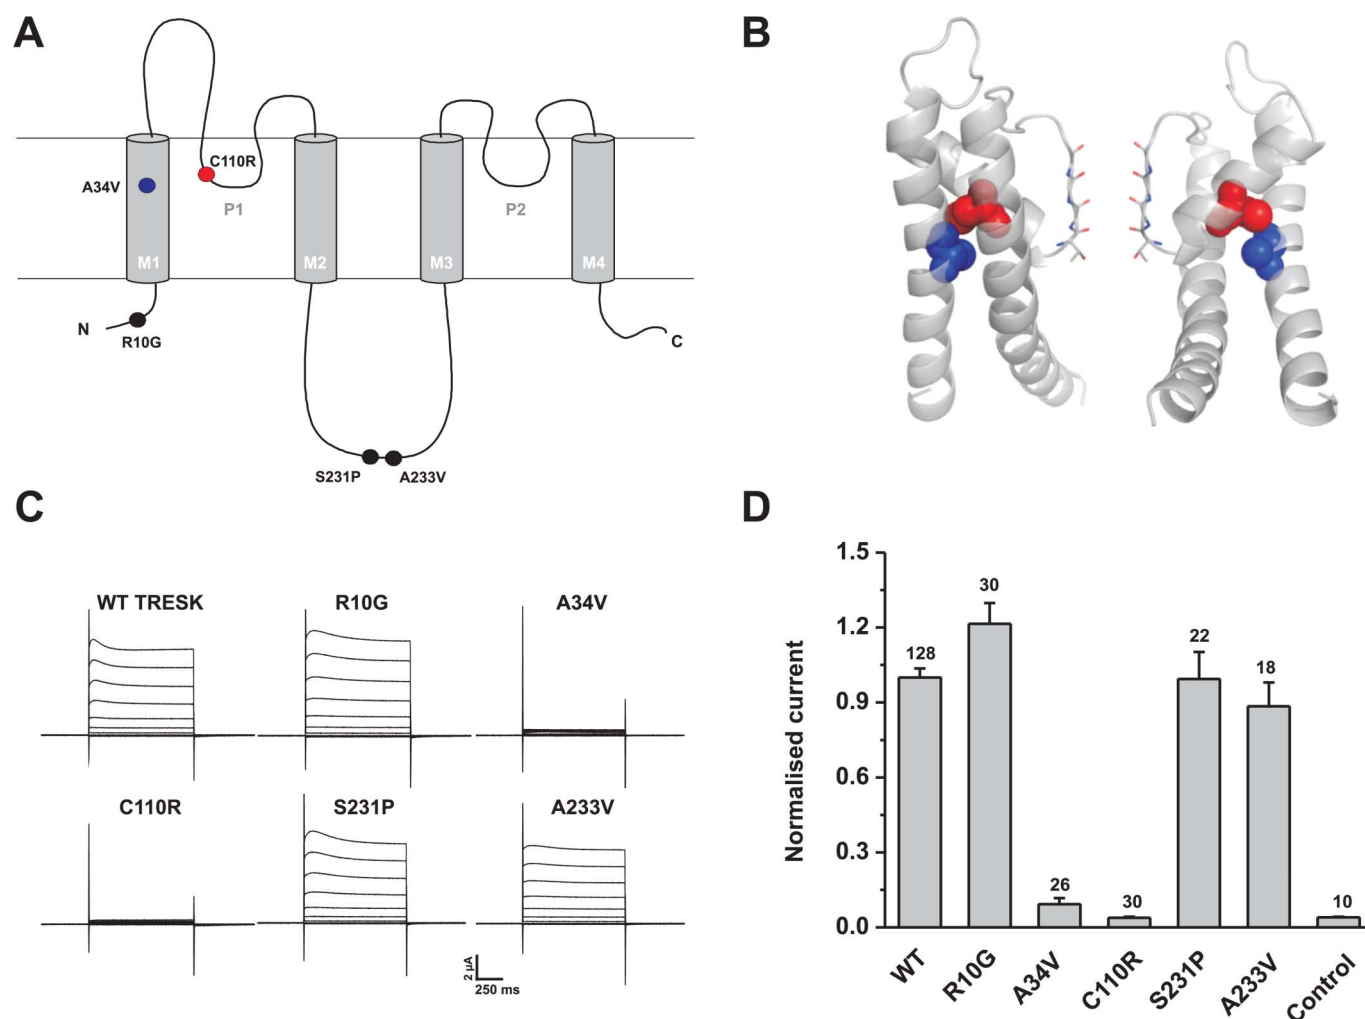 A
B
C110R
A34V
P1
P2
M1
M2
M3
M4
N
R10G
C
S231P
A233V
C
D
WT TRESK
R10G
A34V
C110R
S231P
A233V
2 µA
250 ms
Normalised current
1.5
1.2
0.9
0.6
0.3
0.0
128
30
26
30
22
18
10
WT
R10G
A34V
C110R
S231P
A233V
Control